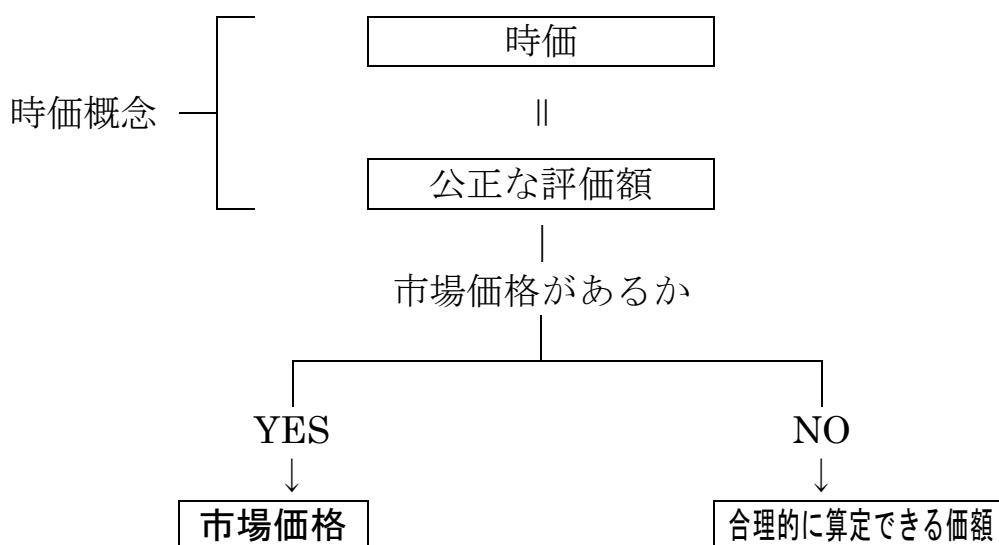 時価
時価概念
||
公正な評価額
市場価格があるか
YES
NO
↓
↓
市場価格
合理的に算定できる価額